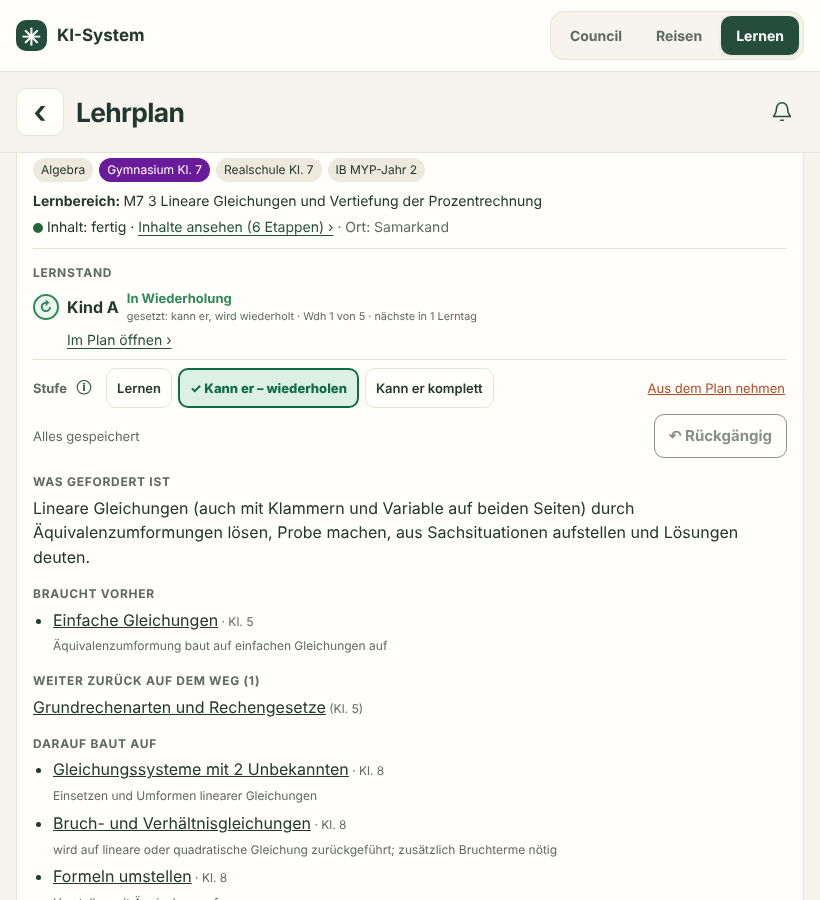 KI-System
Council Reisen Lernen
Lehrplan
Algebra Gymnasium Kl. 7 Realschule Kl. 7 IB MYP-Jahr 2
Lernbereich: M7 3 Lineare Gleichungen und Vertiefung der Prozentrechnung
Inhalt: fertig · Inhalte ansehen (6 Etappen) › · Ort: Samarkand
LERNSTAND
Kind A In Wiederholung
gesetzt: kann er, wird wiederholt · Wdh 1 von 5 · nächste in 1 Lerntag
Im Plan öffnen ›
Stufe ⓘ Lernen ✓ Kann er – wiederholen Kann er komplett Aus dem Plan nehmen
Alles gespeichert ↶ Rückgängig
WAS GEFORDERT IST
Lineare Gleichungen (auch mit Klammern und Variable auf beiden Seiten) durch
Äquivalenzumformungen lösen, Probe machen, aus Sachsituationen aufstellen und Lösungen
deuten.
BRAUCHT VORHER
• Einfache Gleichungen · Kl. 5
Äquivalenzumformung baut auf einfachen Gleichungen auf
WEITER ZURÜCK AUF DEM WEG (1)
Grundrechenarten und Rechengesetze (Kl. 5)
DARAUF BAUT AUF
• Gleichungssysteme mit 2 Unbekannten · Kl. 8
Einsetzen und Umformen linearer Gleichungen
• Bruch- und Verhältnisgleichungen · Kl. 8
wird auf lineare oder quadratische Gleichung zurückgeführt; zusätzlich Bruchterme nötig
• Formeln umstellen · Kl. 8